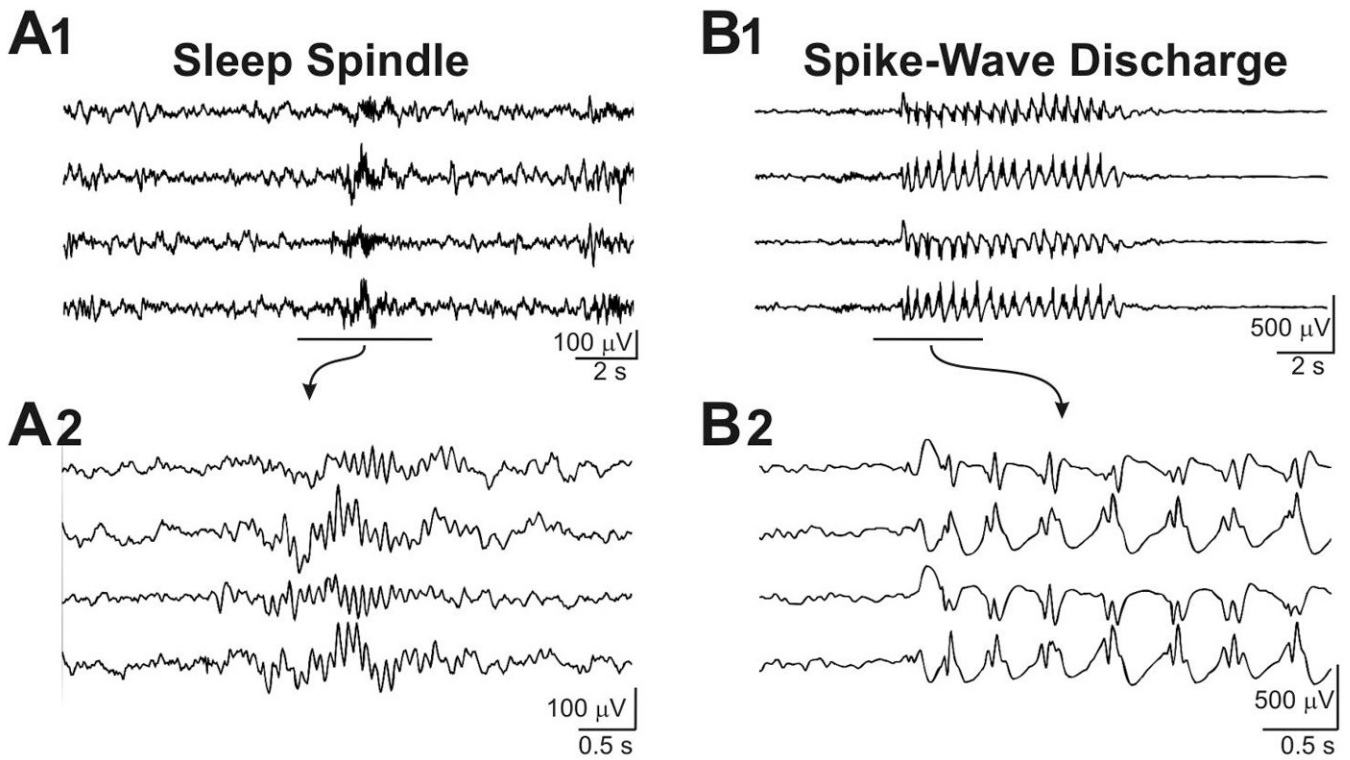 A1
Sleep Spindle
100 μV
2 s
B1
Spike-Wave Discharge
500 μV
2 s
A2
100 μV
0.5 s
B2
500 μV
0.5 s